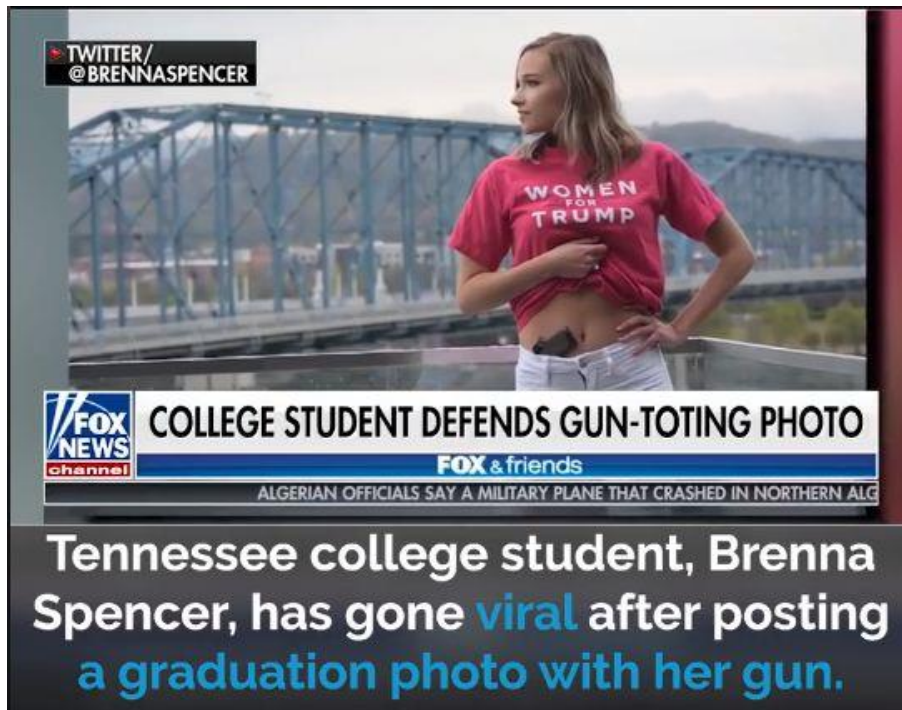 TWITTER/
@BRENNASPENCER
WOMEN
FOR
TRUMP
FOX
NEWS
channel
COLLEGE STUDENT DEFENDS GUN-TOTING PHOTO
FOX & friends
ALGERIAN OFFICIALS SAY A MILITARY PLANE THAT CRASHED IN NORTHERN ALG
Tennessee college student, Brenna
Spencer, has gone viral after posting
a graduation photo with her gun.